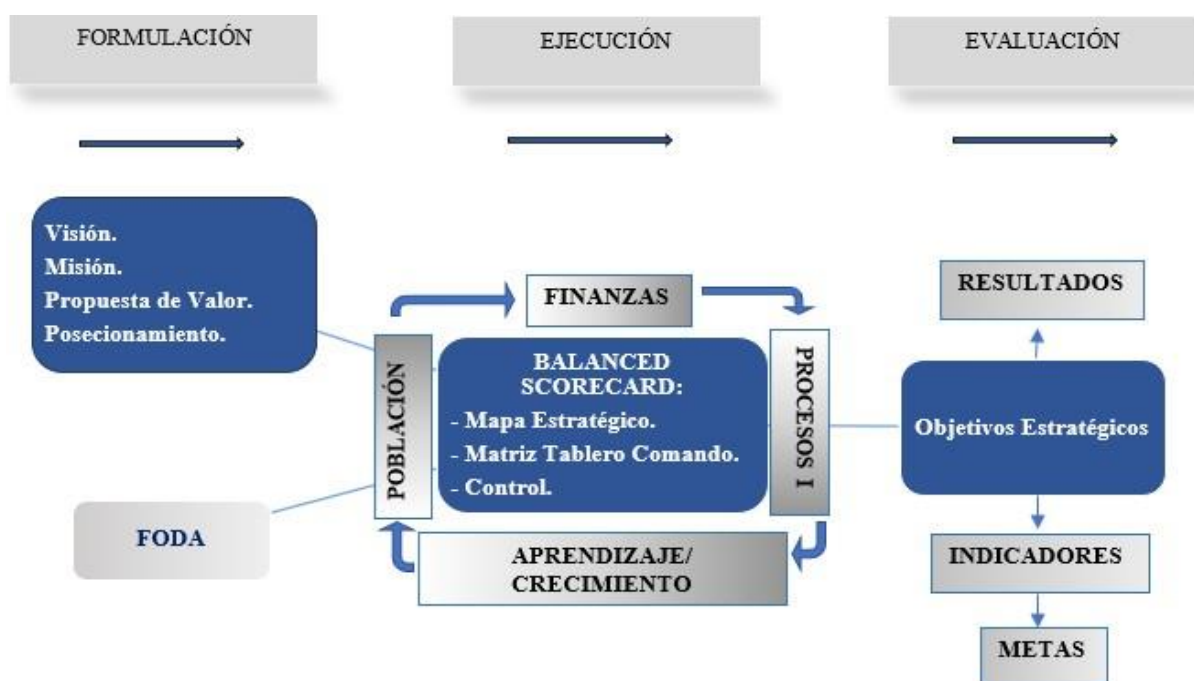 FORMULACIÓN
EJECUCIÓN
EVALUACIÓN
Visión.
Misión.
Propuesta de Valor.
Posecionamiento.
FODA
POBLACIÓN
FINANZAS
BALANCED
SCORECARD:
- Mapa Estratégico.
- Matriz Tablero Comando.
- Control.
PROCESOS I
APRENDIZAJE/
CRECIMIENTO
RESULTADOS
Objetivos Estratégicos
INDICADORES
METAS